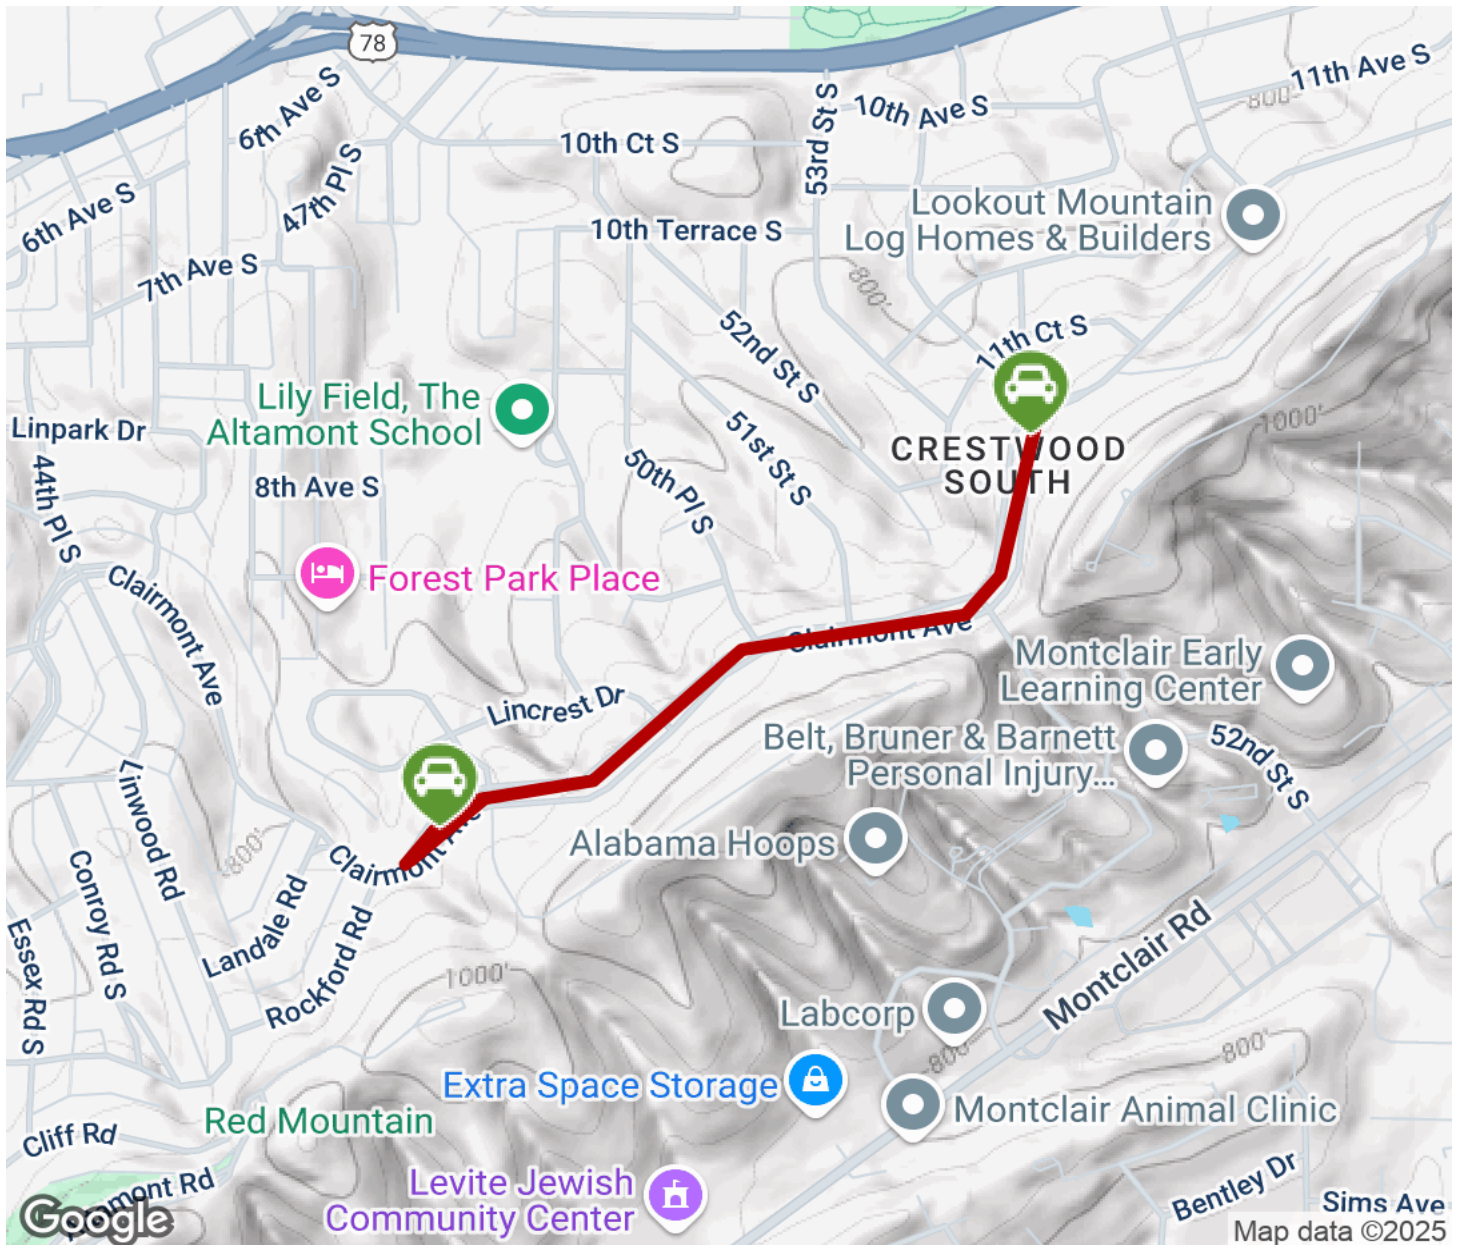 78
11th Ave S
800'
6th Ave S
10th Ave S
10th Ct S
53rd St S
47th Pl S
6th Ave S
Lookout Mountain
Log Homes & Builders
10th Terrace S
7th Ave S
800'
11th Ct S
52nd St S
Lily Field, The
Altamont School
1000'
Linpark Dr
51st St S
CRESTWOOD
SOUTH
44th Pl S
8th Ave S
50th Pl S
Clairmont Ave
Forest Park Place
Clairmont Ave
Montclair Early
Learning Center
Lincrest Dr
Belt, Bruner & Barnett
Personal Injury...
52nd St S
Linwood Rd
Alabama Hoops
800'
Clairmont Ave
Conroy Rd S
Landale Rd
Rockford Rd
Essex Rd S
1000'
Montclair Rd
Labcorp
800'
800'
Extra Space Storage
Montclair Animal Clinic
Red Mountain
Cliff Rd
Levite Jewish
Community Center
Bentley Dr
Sims Ave
Google
Map data ©2025